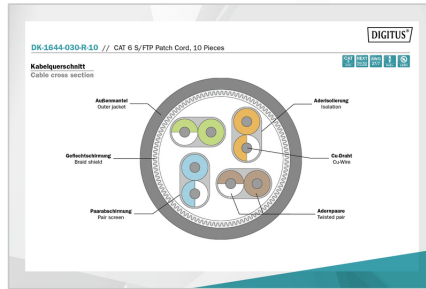 DIGITUS®
DK-1644-030-R-10 // CAT 6 S/FTP Patch Cord, 10 Pieces
Kabelquerschnitt
Cable cross section
Außenmantel
Outer jacket
Aderisolierung
Isolation
Geflechtschirmung
Braid shield
Cu-Draht
Cu-Wire
Paarabschirmung
Pair screen
Adernpaare
Twisted pair